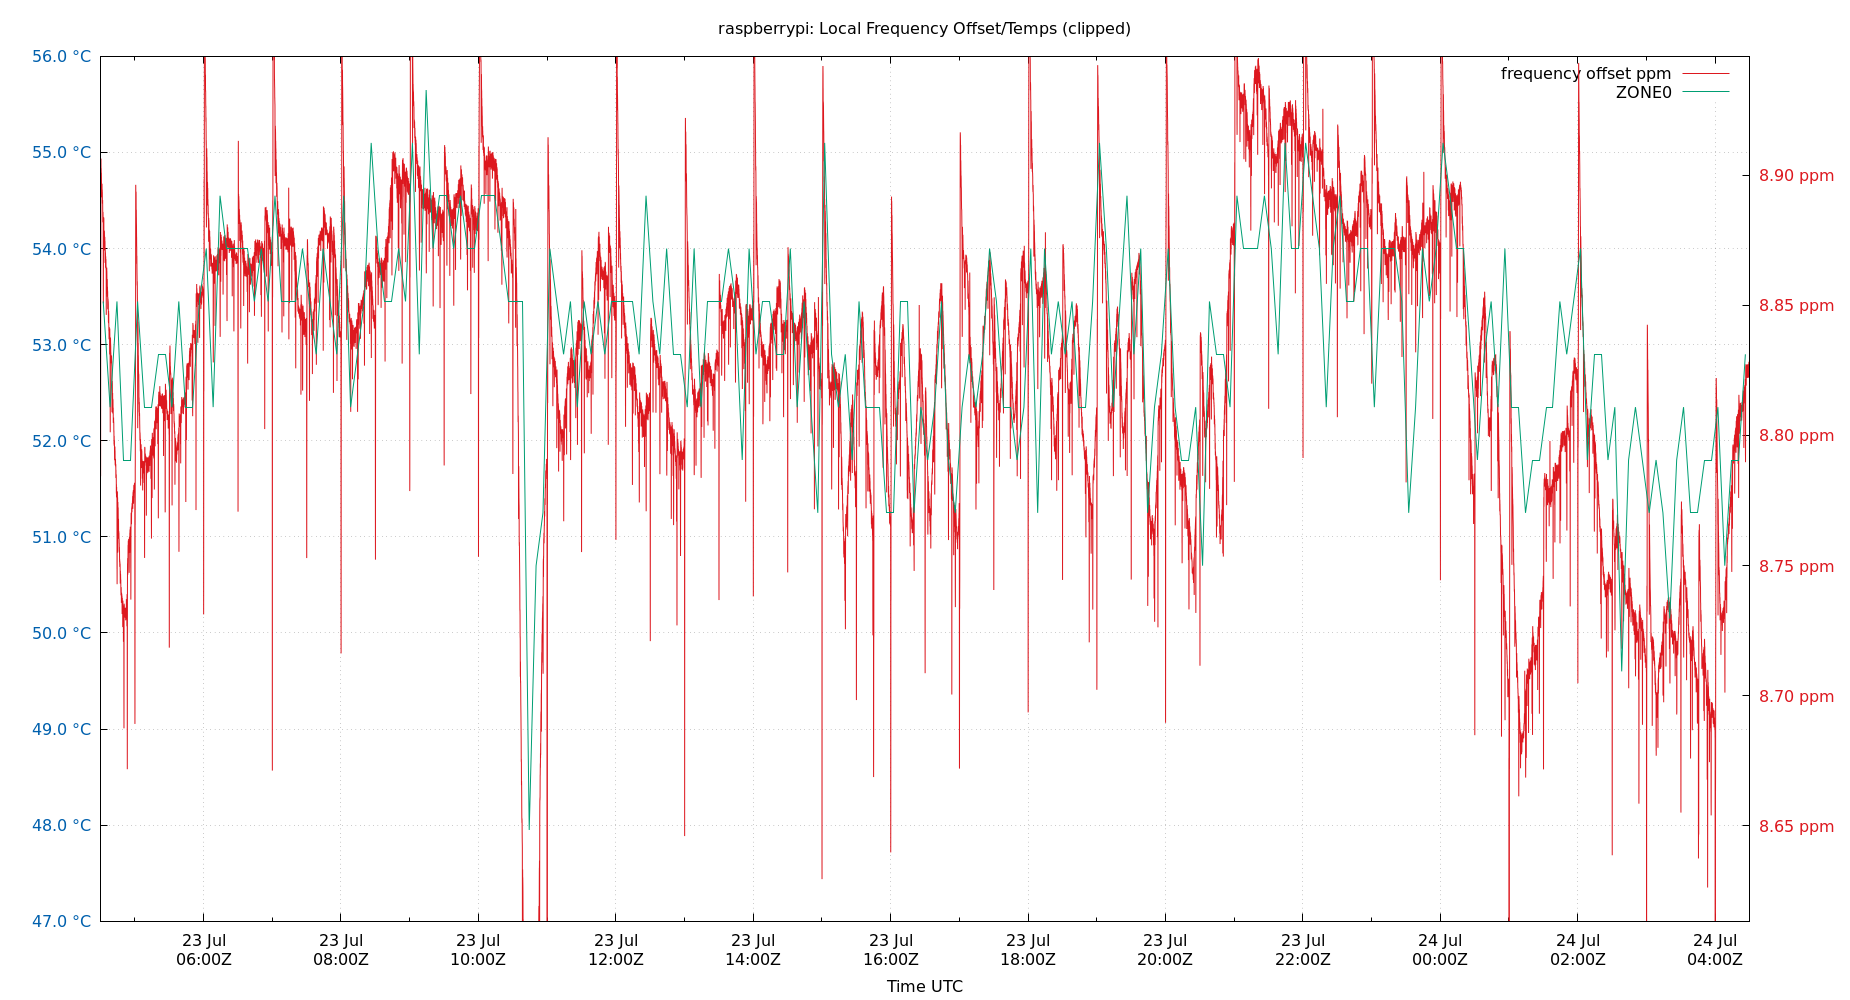 raspberrypi: Local Frequency Offset/Temps (clipped)
frequency offset ppm
ZONE0
56.0 °C
55.0 °C
54.0 °C
53.0 °C
52.0 °C
51.0 °C
50.0 °C
49.0 °C
48.0 °C
47.0 °C
8.90 ppm
8.85 ppm
8.80 ppm
8.75 ppm
8.70 ppm
8.65 ppm
23 Jul 23 Jul 23 Jul 23 Jul 23 Jul 23 Jul 23 Jul 23 Jul 23 Jul 24 Jul 24 Jul 24 Jul
06:00Z 08:00Z 10:00Z 12:00Z 14:00Z 16:00Z 18:00Z 20:00Z 22:00Z 00:00Z 02:00Z 04:00Z
Time UTC